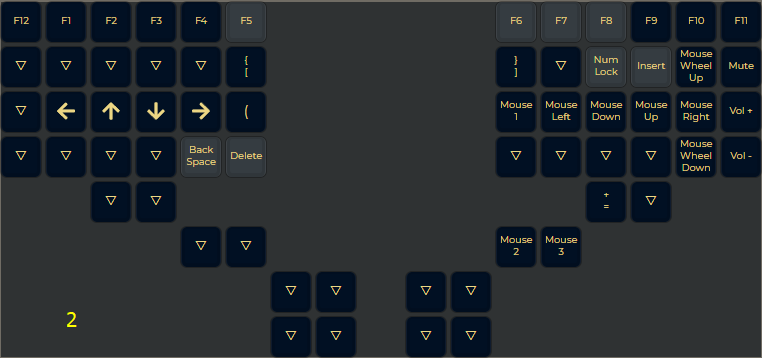 F12 F1 F2 F3 F4 F5 F6 F7 F8 F9 F10 F11
▽ ▽ ▽ ▽ ▽ { [ } ] ▽ Num Lock Insert Mouse Wheel Up Mute
▽ ← ↑ ↓ → ( Mouse 1 Mouse Left Mouse Down Mouse Up Mouse Right Vol +
▽ ▽ ▽ ▽ Back Space Delete ▽ ▽ ▽ ▽ Mouse Wheel Down Vol -
▽ ▽ + = ▽
▽ ▽ Mouse 2 Mouse 3
▽ ▽ ▽ ▽
2
▽ ▽ ▽ ▽